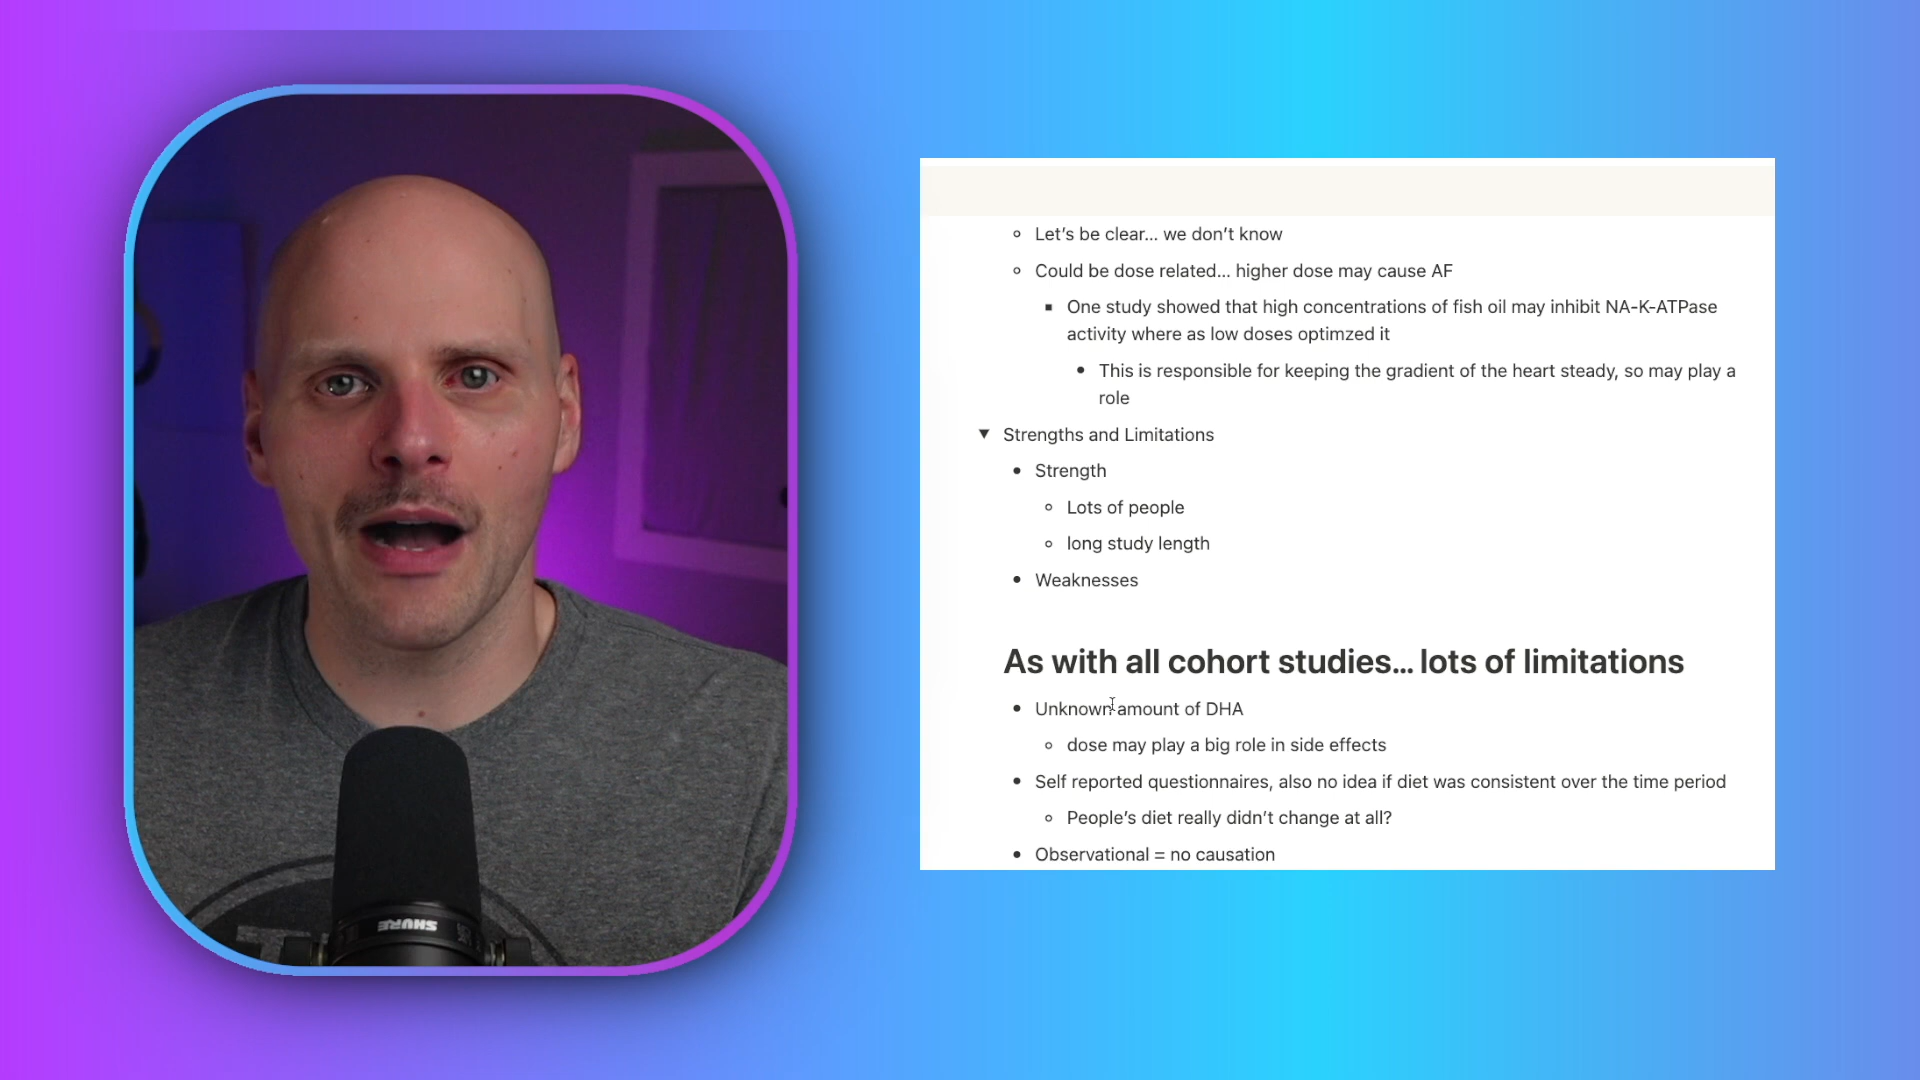 Let’s be clear... we don’t know
Could be dose related... higher dose may cause AF
One study showed that high concentrations of fish oil may inhibit NA-K-ATPase
activity where as low doses optimzed it
This is responsible for keeping the gradient of the heart steady, so may play a
role
Strengths and Limitations
Strength
Lots of people
long study length
Weaknesses
As with all cohort studies... lots of limitations
Unknown amount of DHA
dose may play a big role in side effects
Self reported questionnaires, also no idea if diet was consistent over the time period
People’s diet really didn’t change at all?
Observational = no causation
SHURE